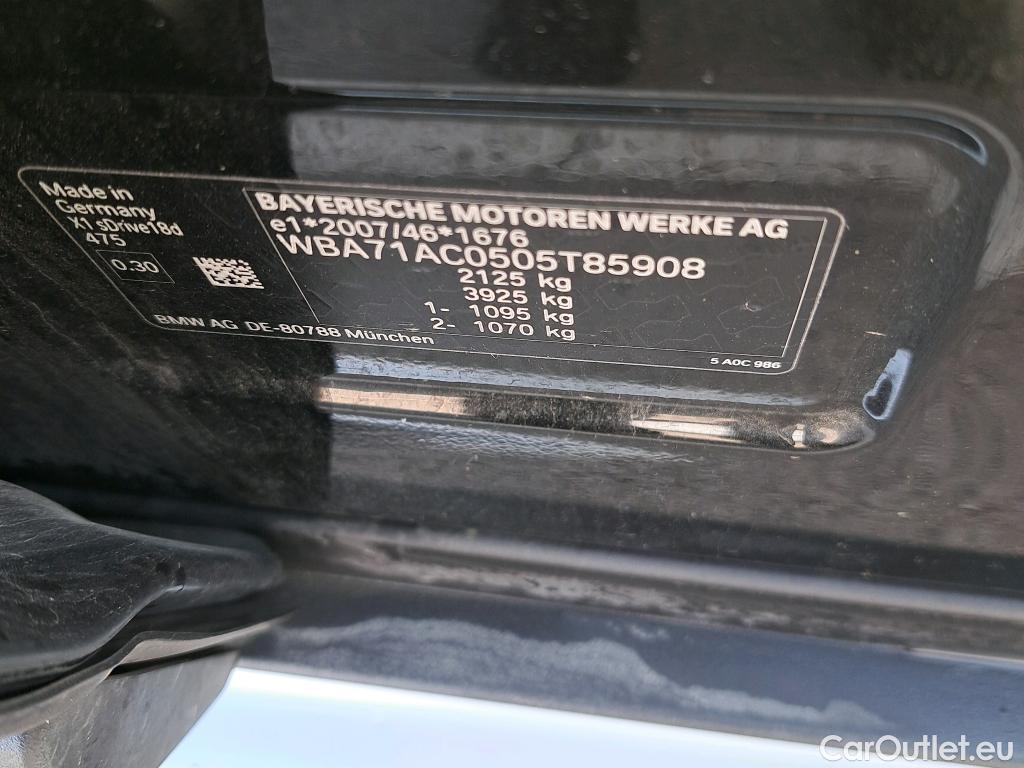 Made in
Germany
X1 sDrive18d
475
0.30
BAYERISCHE MOTOREN WERKE AG
e1*2007/46*1676
WBA71AC0505T85908
2125 kg
3925 kg
1- 1095 kg
2- 1070 kg
BMW AG DE-80788 München
5 A0C 986
CarOutlet.eu